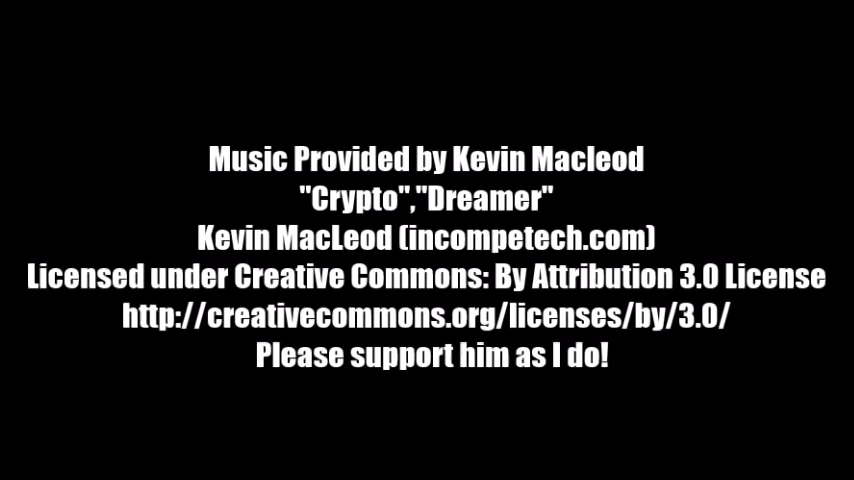 Music Provided by Kevin Macleod
"Crypto","Dreamer"
Kevin MacLeod (incompetech.com)
Licensed under Creative Commons: By Attribution 3.0 License
http://creativecommons.org/licenses/by/3.0/
Please support him as I do!